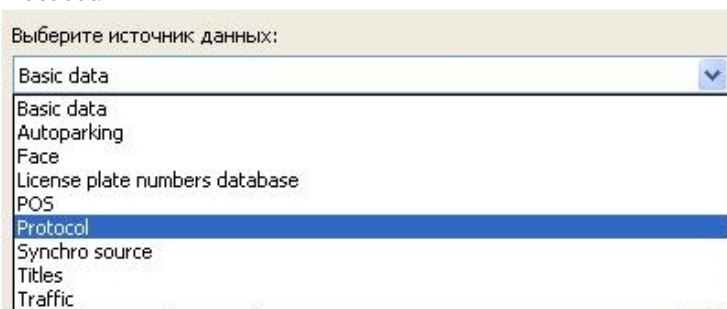 Выберите источник данных:
Basic data
Basic data
Autoparking
Face
License plate numbers database
POS
Protocol
Synchro source
Titles
Traffic